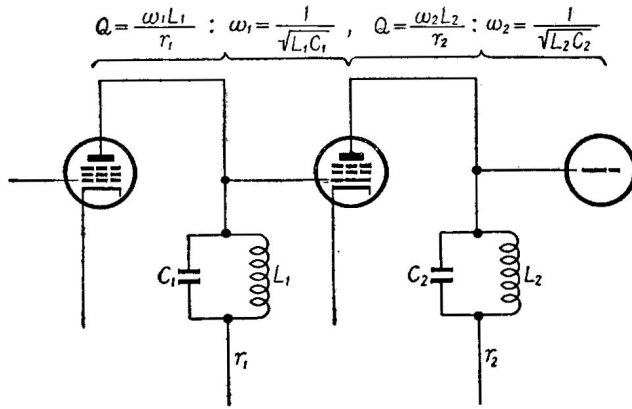 Q = ω₁L₁/r₁ : ω₁ = 1/√L₁C₁ , Q = ω₂L₂/r₂ : ω₂ = 1/√L₂C₂
C₁ L₁ C₂ L₂
r₁ r₂